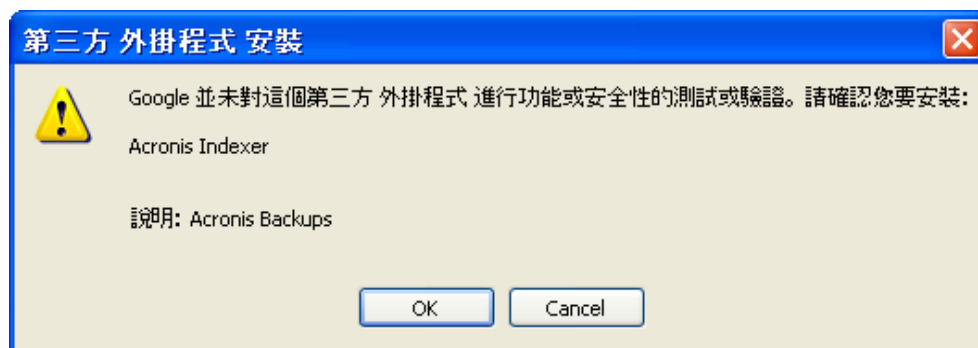 第三方 外掛程式 安裝
Google 並未對這個第三方 外掛程式 進行功能或安全性的測試或驗證。請確認您要安裝:
Acronis Indexer
說明: Acronis Backups
OK
Cancel